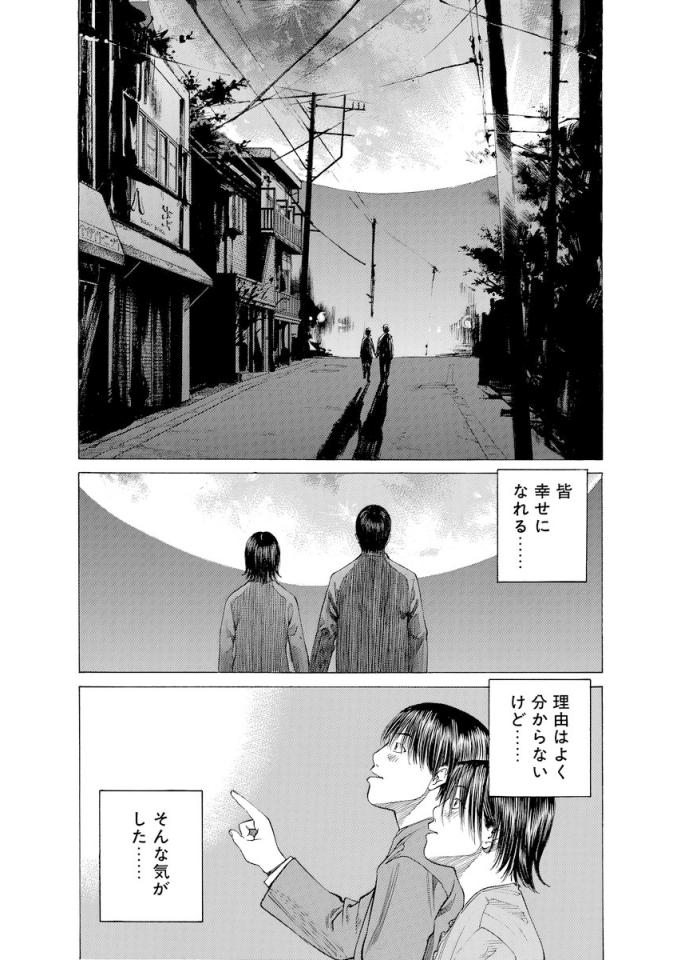 皆
幸せに
なれる……
理由はよく
分からない
けど……
そんな気が
した……